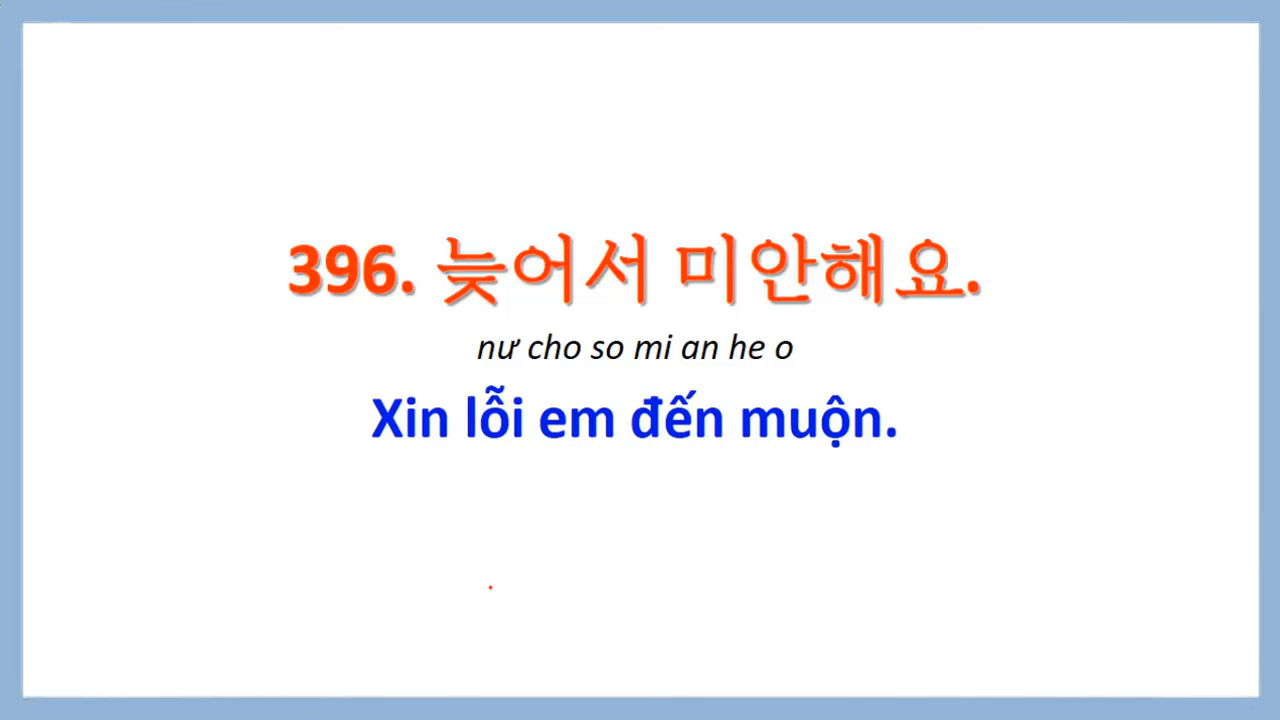 396. 늦어서 미안해요.
nư cho so mi an he o
Xin lỗi em đến muộn.